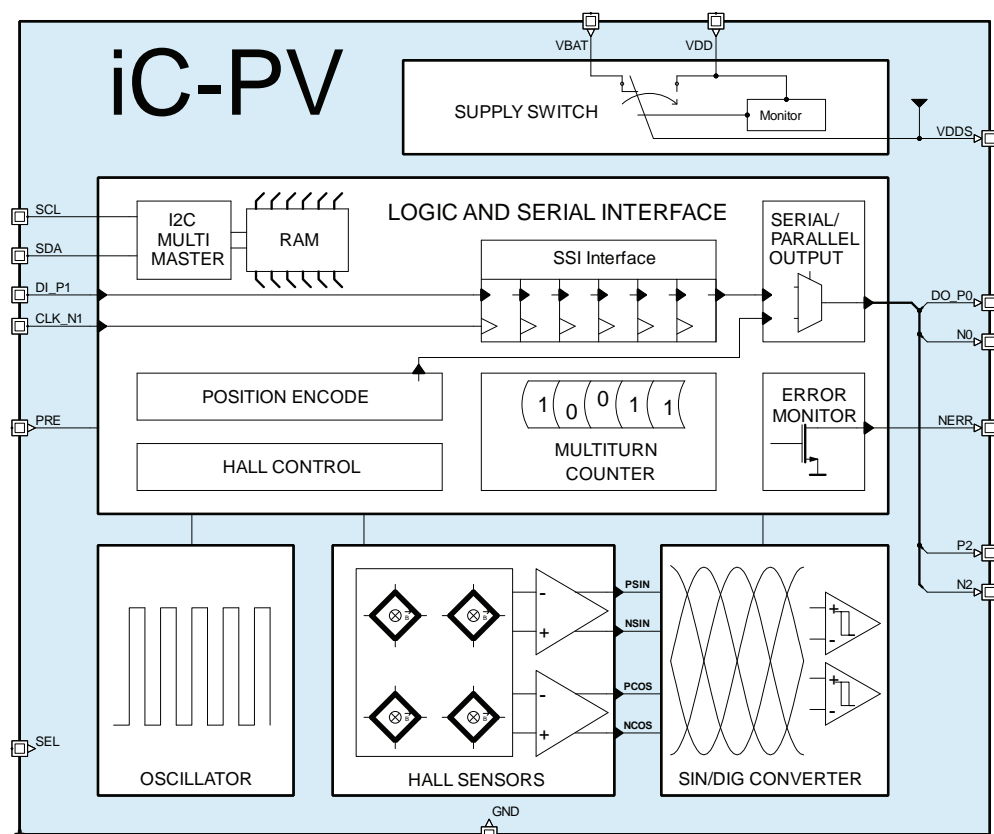 iC-PV
VBAT
VDD
SUPPLY SWITCH
Monitor
VDDS
SCL
SDA
DI_P1
CLK_N1
PRE
SEL
I2C
MULTI
MASTER
RAM
LOGIC AND SERIAL INTERFACE
SSI Interface
SERIAL/
PARALLEL
OUTPUT
DO_P0
N0
POSITION ENCODE
HALL CONTROL
1 0 0 1 1
MULTITURN
COUNTER
ERROR
MONITOR
NERR
P2
N2
OSCILLATOR
B
B
B
B
-
+
-
+
HALL SENSORS
PSIN
NSIN
PCOS
NCOS
+
-
+
-
SIN/DIG CONVERTER
GND